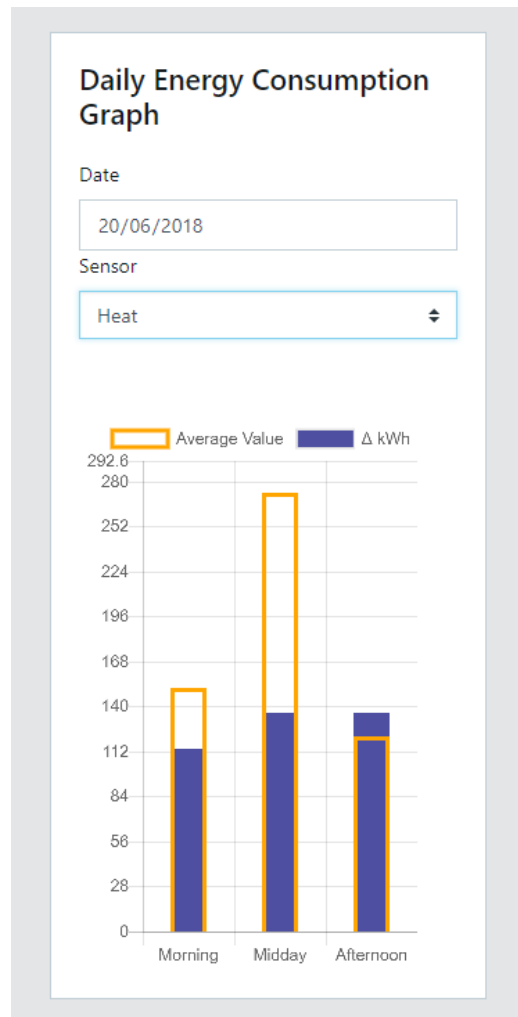 Daily Energy Consumption
Graph
Date
20/06/2018
Sensor
Heat
Average Value Δ kWh
292.6
280
252
224
196
168
140
112
84
56
28
0
Morning Midday Afternoon